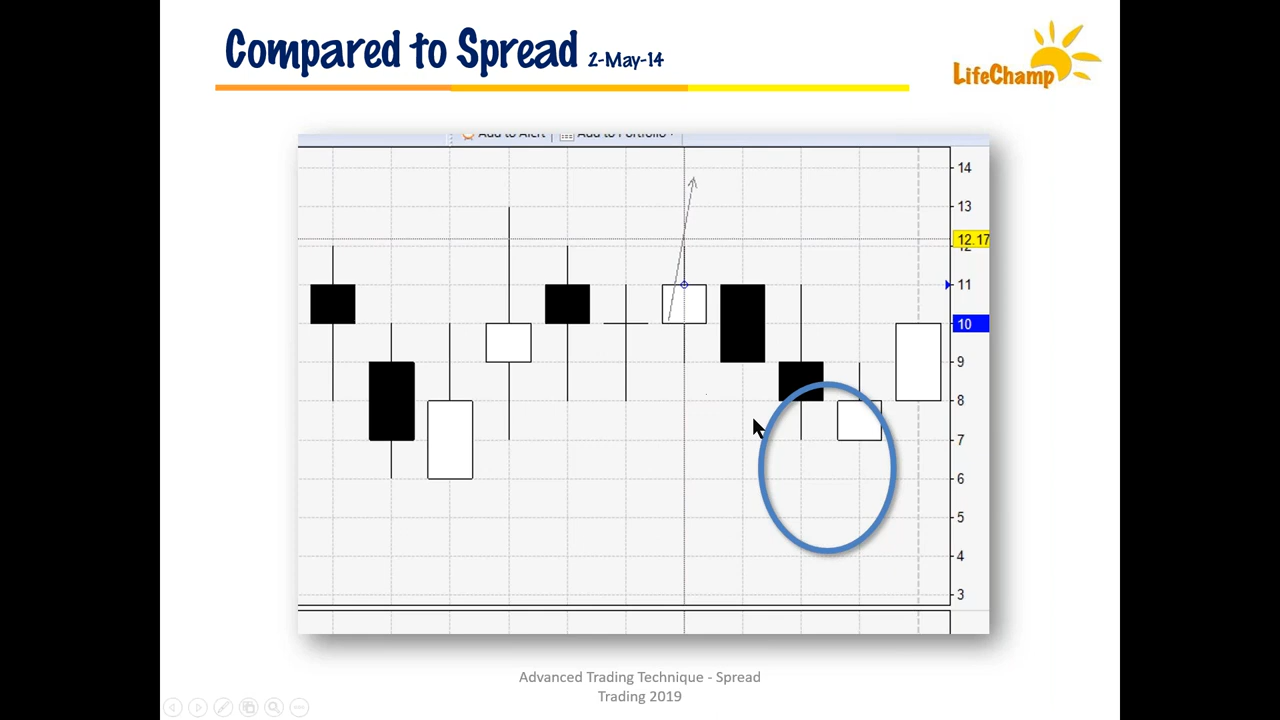 Compared to Spread 2-May-14
LifeChamp
Add to Alert
Add to Portfolio
14
13
12.17
12
11
10
9
8
7
6
5
4
3
Advanced Trading Technique - Spread
Trading 2019